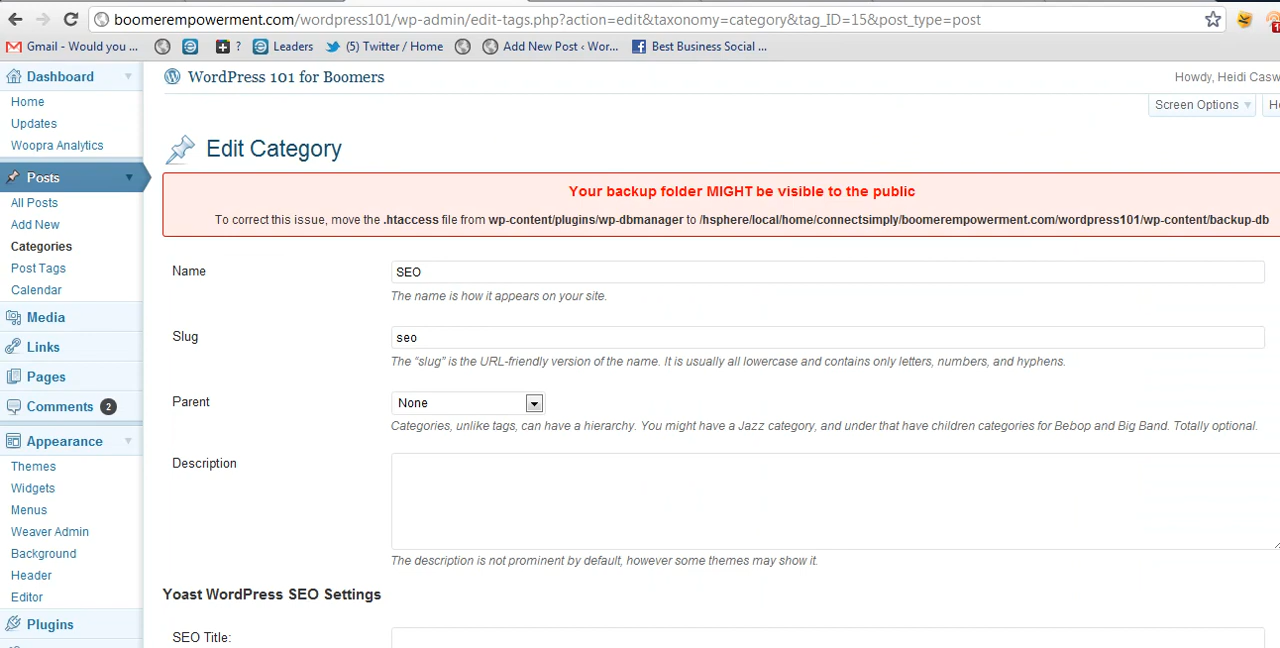 boomerempowerment.com/wordpress101/wp-admin/edit-tags.php?action=edit&taxonomy=category&tag_ID=15&post_type=post
Gmail - Would you ... ? Leaders (5) Twitter / Home Add New Post ‹ Wor... Best Business Social ...
Dashboard
Home
Updates
Woopra Analytics
Posts
All Posts
Add New
Categories
Post Tags
Calendar
Media
Links
Pages
Comments 2
Appearance
Themes
Widgets
Menus
Weaver Admin
Background
Header
Editor
Plugins
WordPress 101 for Boomers
Howdy, Heidi Casw
Screen Options
Edit Category
Your backup folder MIGHT be visible to the public
To correct this issue, move the .htaccess file from wp-content/plugins/wp-dbmanager to /hsphere/local/home/connectsimply/boomerempowerment.com/wordpress101/wp-content/backup-db
Name SEO
The name is how it appears on your site.
Slug seo
The “slug” is the URL-friendly version of the name. It is usually all lowercase and contains only letters, numbers, and hyphens.
Parent None
Categories, unlike tags, can have a hierarchy. You might have a Jazz category, and under that have children categories for Bebop and Big Band. Totally optional.
Description
The description is not prominent by default, however some themes may show it.
Yoast WordPress SEO Settings
SEO Title: